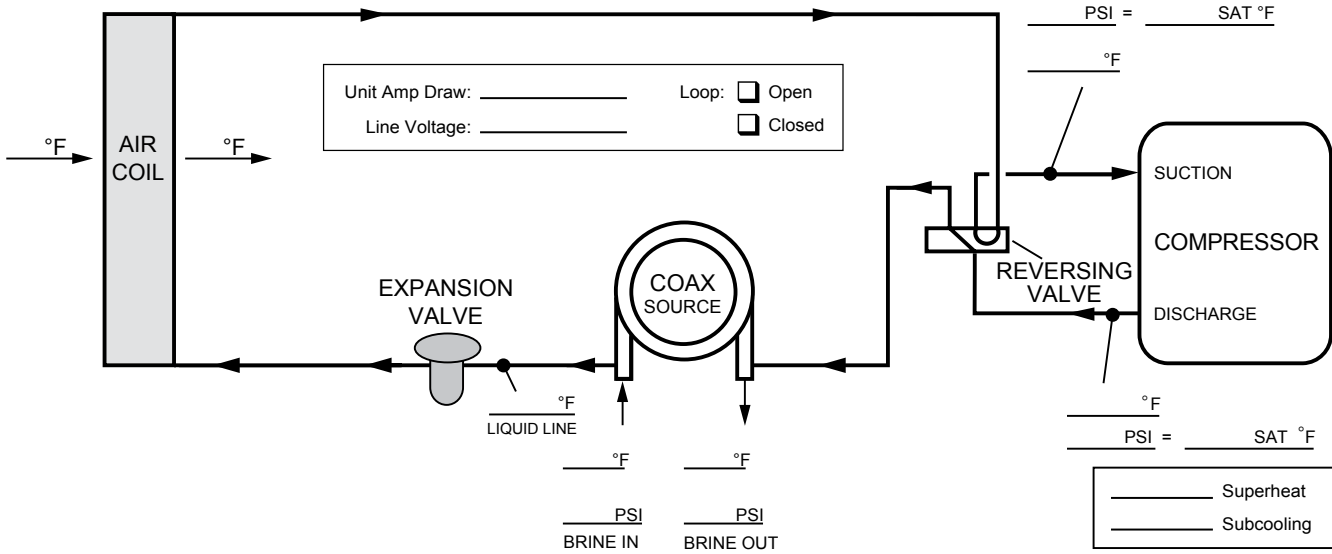 PSI = SAT °F
°F
Unit Amp Draw: Loop: Open
Line Voltage: Closed
°F
AIR
COIL
°F
SUCTION
COMPRESSOR
DISCHARGE
REVERSING
VALVE
COAX
SOURCE
EXPANSION
VALVE
°F
LIQUID LINE
°F
PSI = SAT °F
°F °F
PSI PSI
BRINE IN BRINE OUT
Superheat
Subcooling